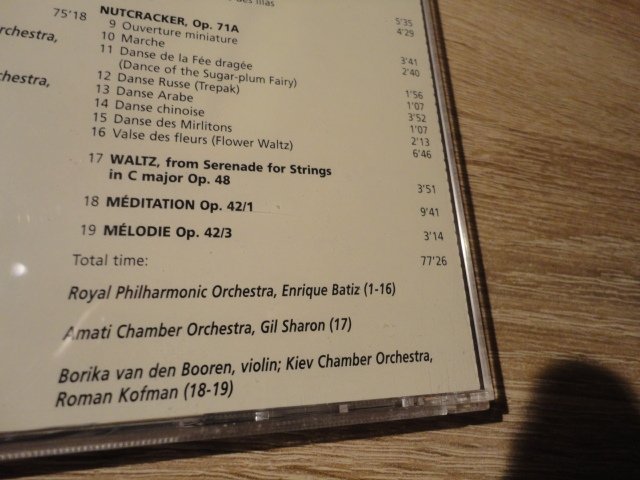 des lilas
5'35
4'29
75'18
orchestra,
chestra,
NUTCRACKER, Op. 71A
9 Ouverture miniature 3'41
10 Marche 2'40
11 Danse de la Fée dragée
(Dance of the Sugar-plum Fairy) 1'56
12 Danse Russe (Trepak) 1'07
13 Danse Arabe 3'52
14 Danse chinoise 1'07
15 Danse des Mirlitons 2'13
16 Valse des fleurs (Flower Waltz) 6'46
17 WALTZ, from Serenade for Strings
in C major Op. 48 3'51
18 MÉDITATION Op. 42/1 9'41
19 MÉLODIE Op. 42/3 3'14
Total time: 77'26
Royal Philharmonic Orchestra, Enrique Batiz (1-16)
Amati Chamber Orchestra, Gil Sharon (17)
Borika van den Booren, violin; Kiev Chamber Orchestra,
Roman Kofman (18-19)